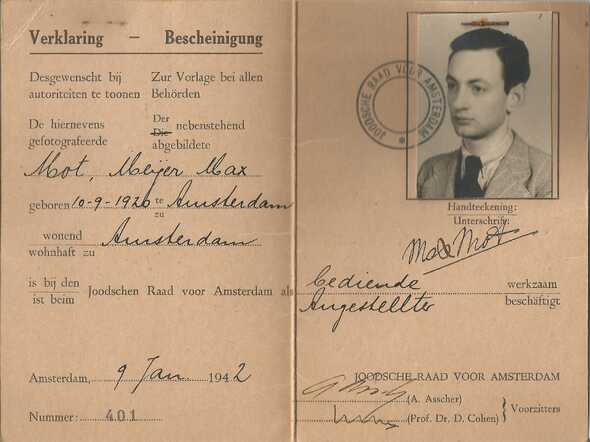 Verklaring — Bescheinigung
Desgewenscht bij Zur Vorlage bei allen
autoriteiten te toonen Behörden
De hiernevens Der
Die nebenstehend
gefotografeerde abgebildete
Mot, Meijer Max
geboren 10-9-1920 te Amsterdam
zu
wonend
wohnhaft zu Amsterdam
is bij den
ist beim Joodschen Raad voor Amsterdam als
Amsterdam, 9 Jan 1942
Nummer: 401
JOODSCHE RAAD VOOR AMSTERDAM
Handteekening:
Unterschrift:
Max Mot
bediende werkzaam
Angestellter beschäftigt
JOODSCHE RAAD VOOR AMSTERDAM
(A. Asscher)
(Prof. Dr. D. Cohen) } Voorzitters